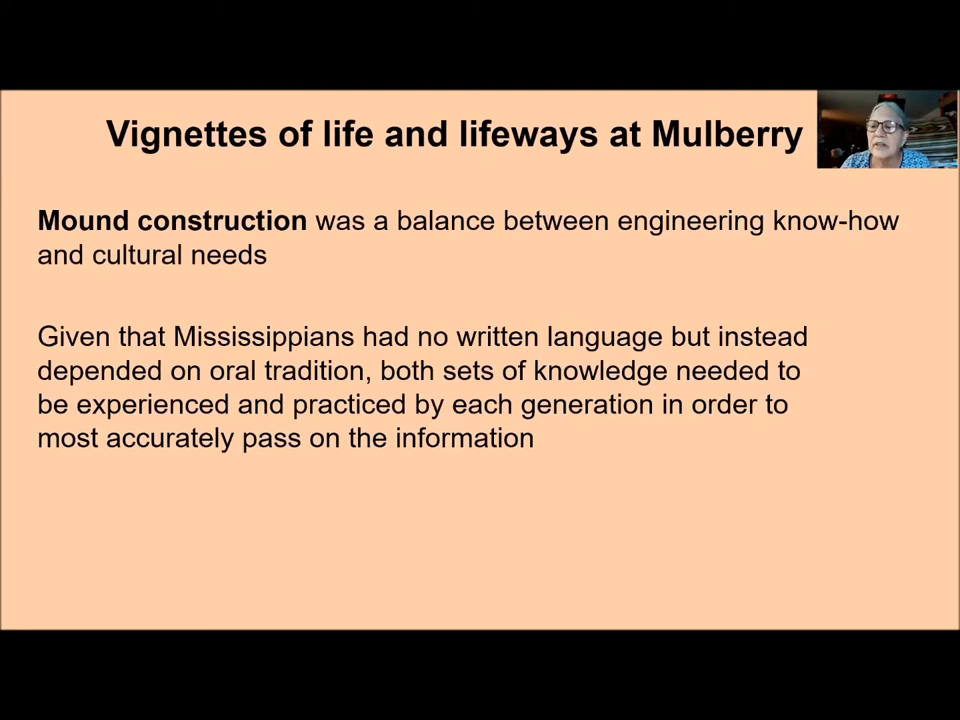 Vignettes of life and lifeways at Mulberry
Mound construction was a balance between engineering know-how
and cultural needs
Given that Mississippians had no written language but instead
depended on oral tradition, both sets of knowledge needed to
be experienced and practiced by each generation in order to
most accurately pass on the information